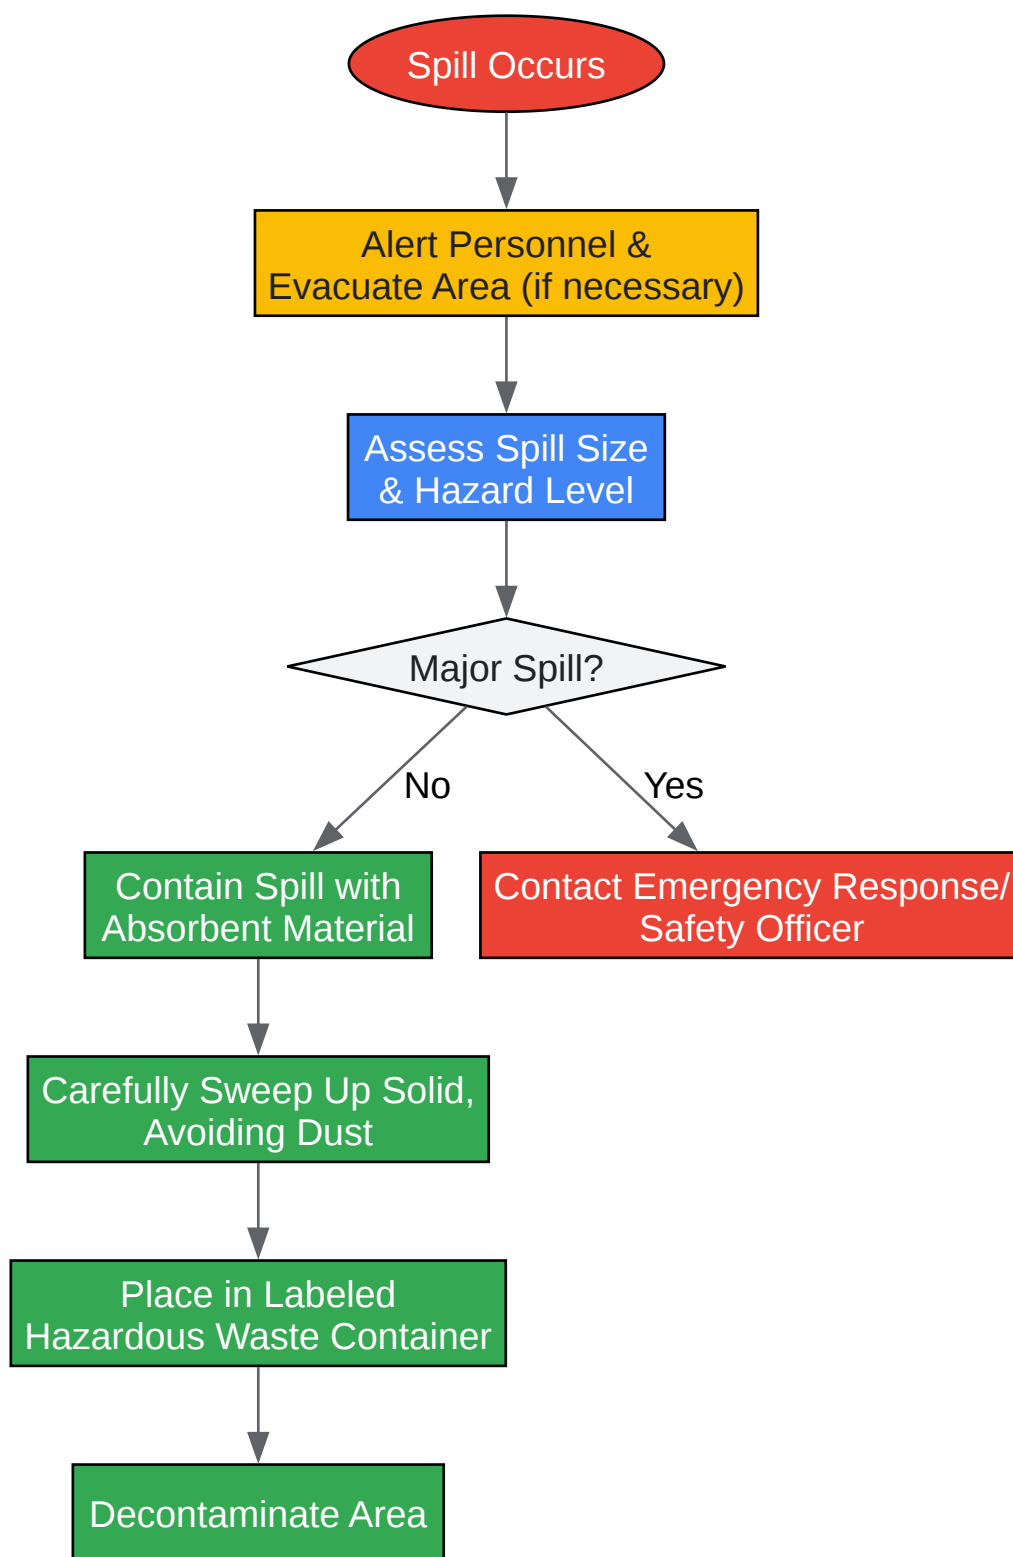 Spill Occurs
Alert Personnel &
Evacuate Area (if necessary)
Assess Spill Size
& Hazard Level
Major Spill?
No
Yes
Contain Spill with
Absorbent Material
Contact Emergency Response/
Safety Officer
Carefully Sweep Up Solid,
Avoiding Dust
Place in Labeled
Hazardous Waste Container
Decontaminate Area